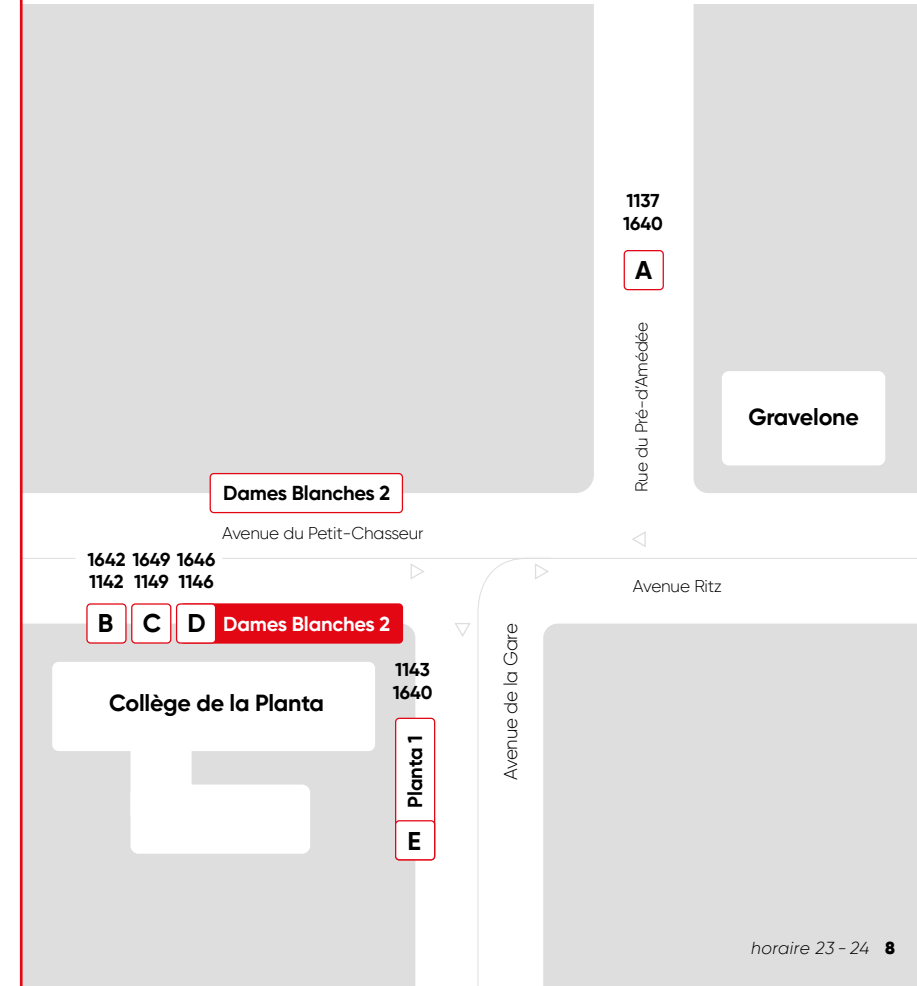 1137
1640
A
Rue du Pré-d'Amédée
Gravelone
Dames Blanches 2
Avenue du Petit-Chasseur
1642 1649 1646
1142 1149 1146
Avenue Ritz
B C D Dames Blanches 2
Avenue de la Gare
1143
1640
Collège de la Planta
Planta 1
E
horaire 23 - 24 8